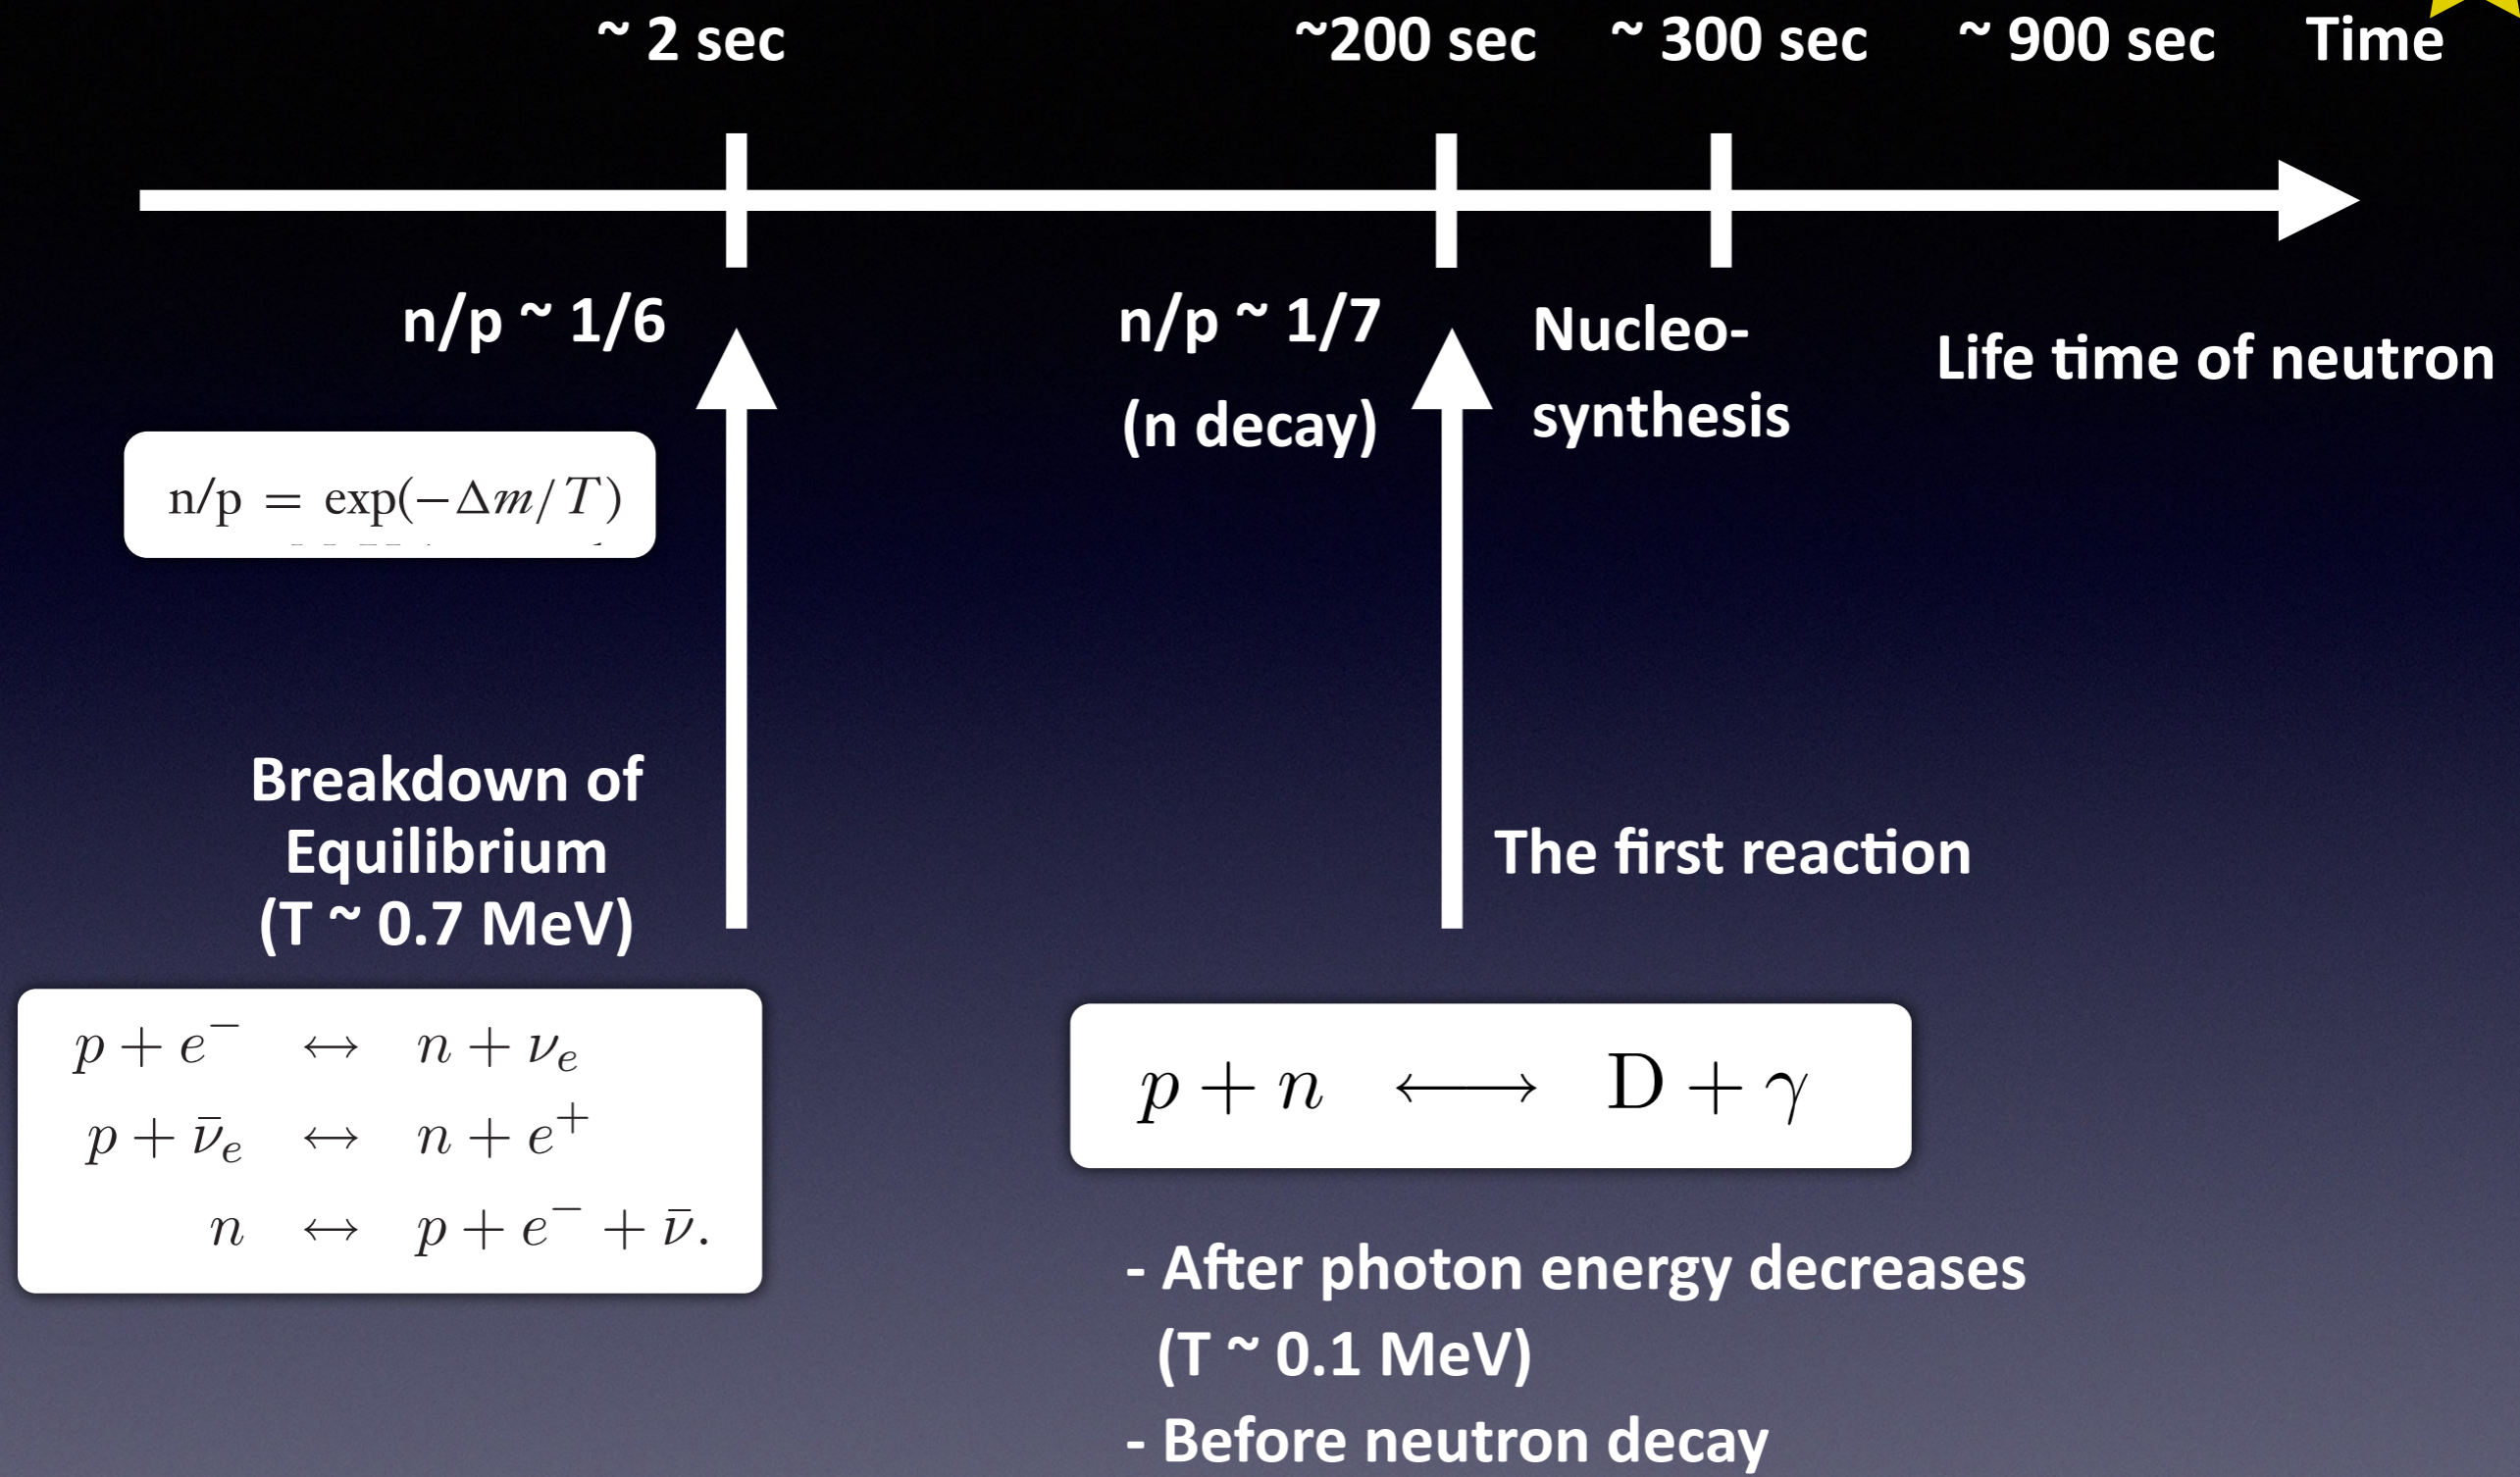 ~ 2 sec
~200 sec
~ 300 sec
~ 900 sec
Time
n/p ~ 1/6
n/p ~ 1/7
(n decay)
Nucleo-
synthesis
Life time of neutron
n/p = exp(−Δm/T)
Breakdown of
Equilibrium
(T ~ 0.7 MeV)
The first reaction
p + e⁻ ↔ n + νₑ
p + ν̄ₑ ↔ n + e⁺
n ↔ p + e⁻ + ν̄.
p + n ⟷ D + γ
- After photon energy decreases
(T ~ 0.1 MeV)
- Before neutron decay